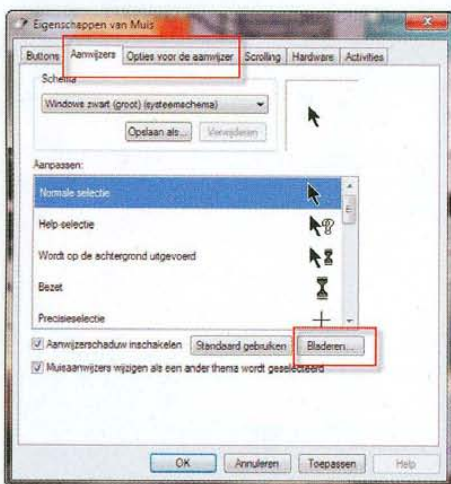 Eigenschappen van Muis
Buttons Aanwijzers Opties voor de aanwijzer Scrolling Hardware Activities
Schema
Windows zwart (groot) (systeemschema)
Opslaan als... Verwijderen
Aanpassen:
Normale selectie
Help-selectie
Wordt op de achtergrond uitgevoerd
Bezet
Precisieselectie
Aanwijzerschaduw inschakelen Standaard gebruiken Bladeren...
Muisaanwijzers wijzigen als een ander thema wordt geselecteerd
OK Annuleren Toepassen Help